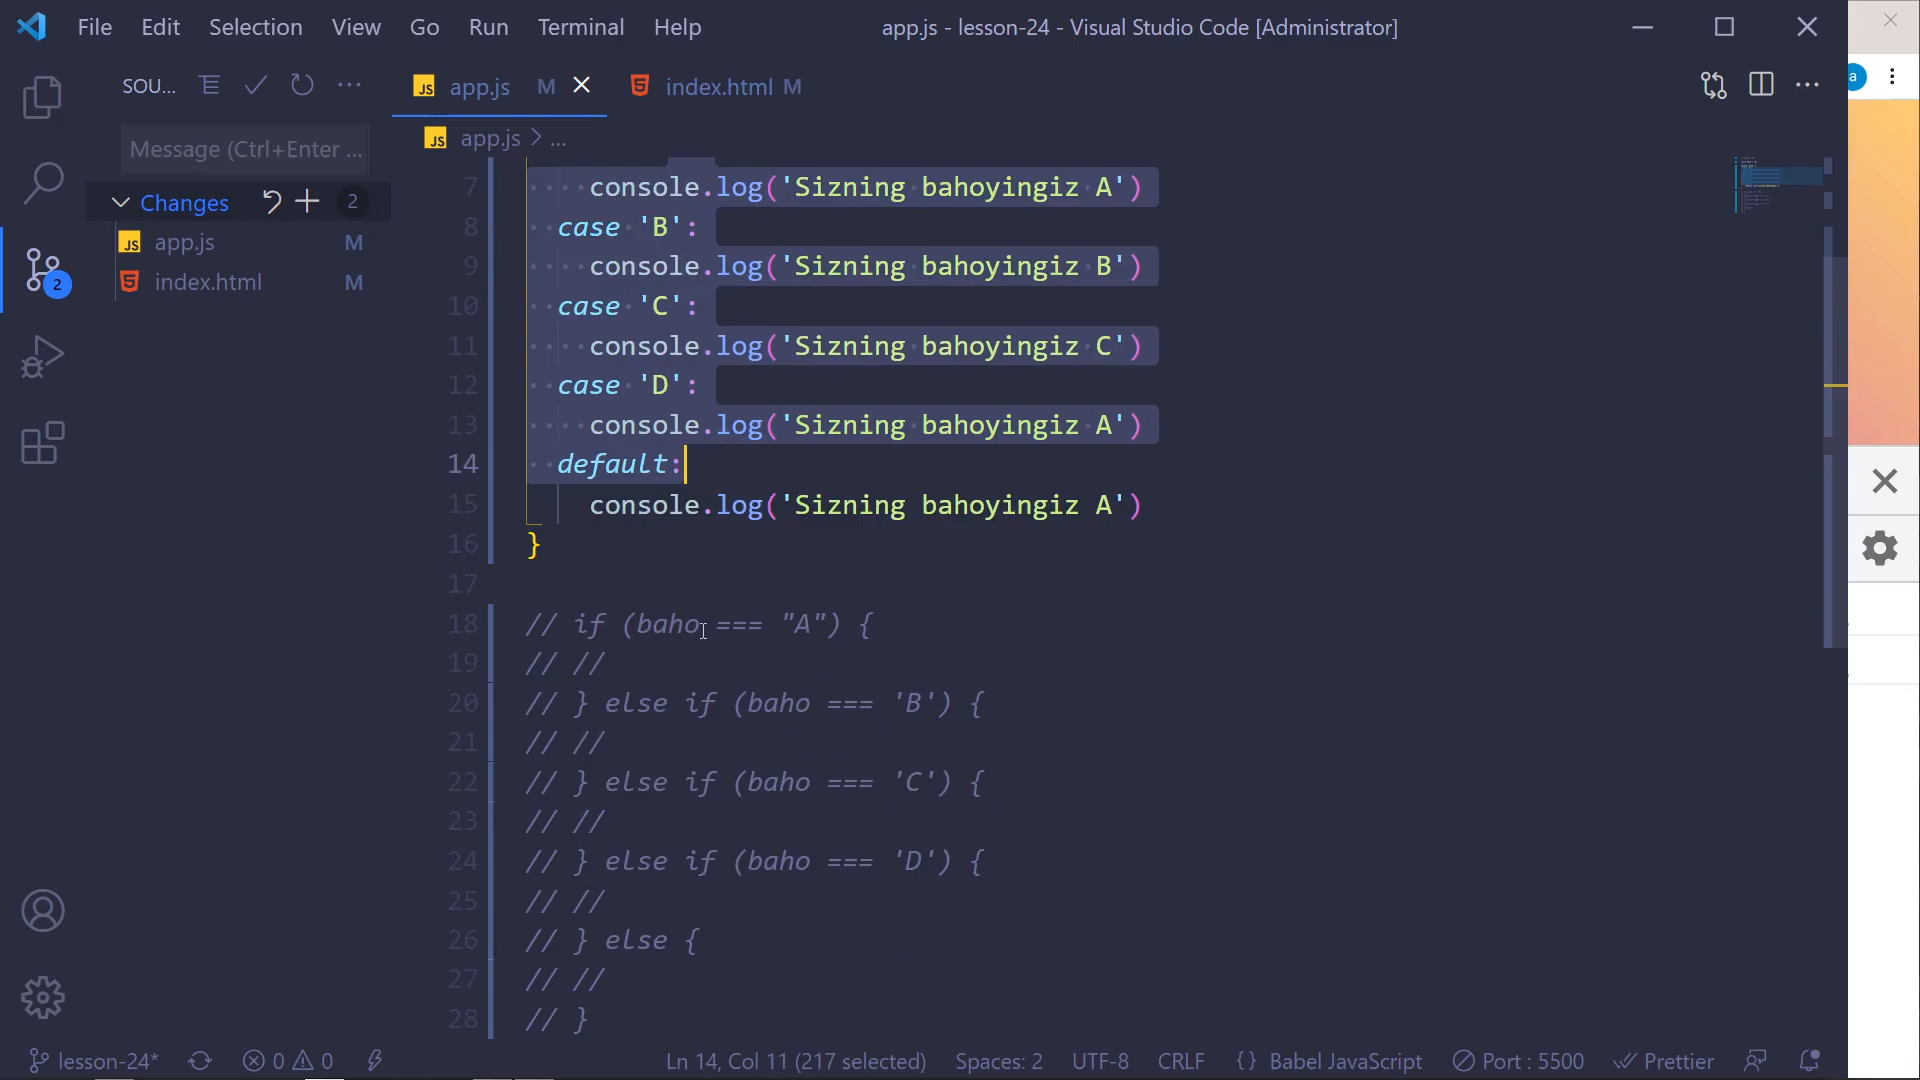 File Edit Selection View Go Run Terminal Help app.js - lesson-24 - Visual Studio Code [Administrator]
SOU... app.js M index.html M
app.js > ...
Message (Ctrl+Enter ...
Changes 2
app.js M
index.html M
2
7 console.log('Sizning bahoyingiz A')
8 case 'B':
9 console.log('Sizning bahoyingiz B')
10 case 'C':
11 console.log('Sizning bahoyingiz C')
12 case 'D':
13 console.log('Sizning bahoyingiz A')
14 default:
15 console.log('Sizning bahoyingiz A')
16 }
17
18 // if (baho === "A") {
19 // //
20 // } else if (baho === 'B') {
21 // //
22 // } else if (baho === 'C') {
23 // //
24 // } else if (baho === 'D') {
25 // //
26 // } else {
27 // //
28 // }
lesson-24* 0 0 Ln 14, Col 11 (217 selected) Spaces: 2 UTF-8 CRLF {} Babel JavaScript Port : 5500 Prettier
a